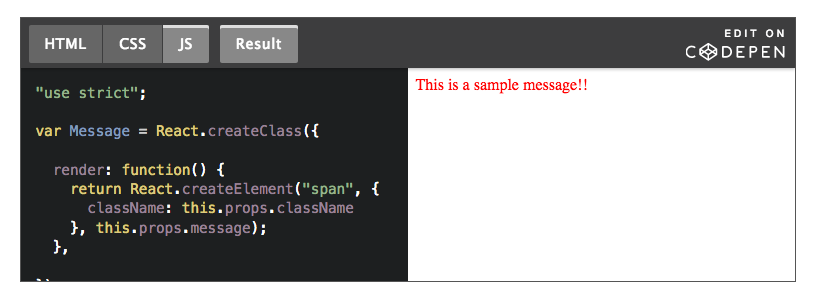 HTML CSS JS Result
EDIT ON
CODEPEN
"use strict";
var Message = React.createClass({
render: function() {
return React.createElement("span", {
className: this.props.className
}, this.props.message);
},
This is a sample message!!